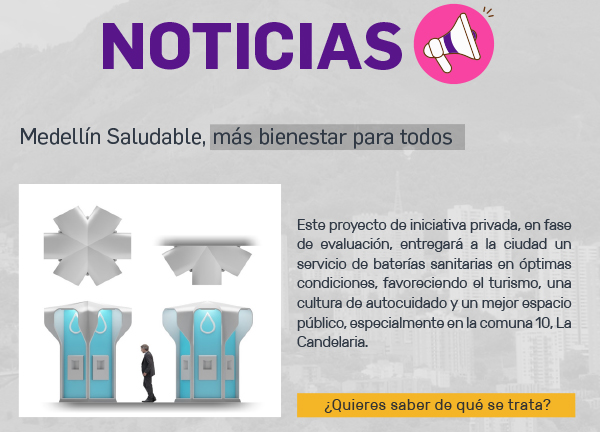 NOTICIAS
Medellín Saludable, más bienestar para todos
Este proyecto de iniciativa privada, en fase
de evaluación, entregará a la ciudad un
servicio de baterías sanitarias en óptimas
condiciones, favoreciendo el turismo, una
cultura de autocuidado y un mejor espacio
público, especialmente en la comuna 10, La
Candelaria.
¿Quieres saber de qué se trata?